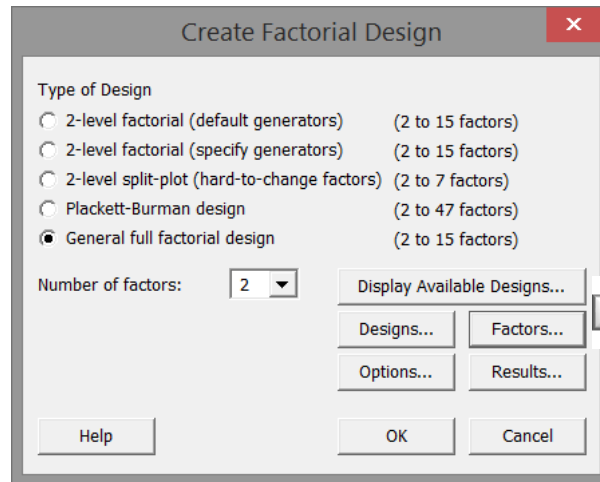 Create Factorial Design
Type of Design
2-level factorial (default generators) (2 to 15 factors)
2-level factorial (specify generators) (2 to 15 factors)
2-level split-plot (hard-to-change factors) (2 to 7 factors)
Plackett-Burman design (2 to 47 factors)
General full factorial design (2 to 15 factors)
Number of factors: 2 Display Available Designs...
Designs... Factors...
Options... Results...
Help OK Cancel